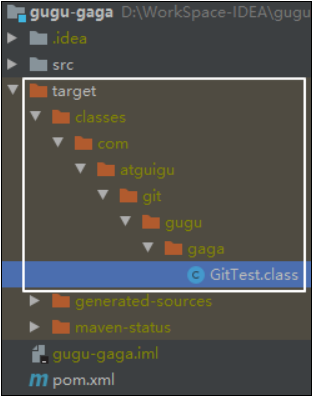 gugu-gaga D:\WorkSpace-IDEA\gugu
.idea
src
target
classes
com
atguigu
git
gugu
gaga
C GitTest.class
generated-sources
maven-status
gugu-gaga.iml
m pom.xml